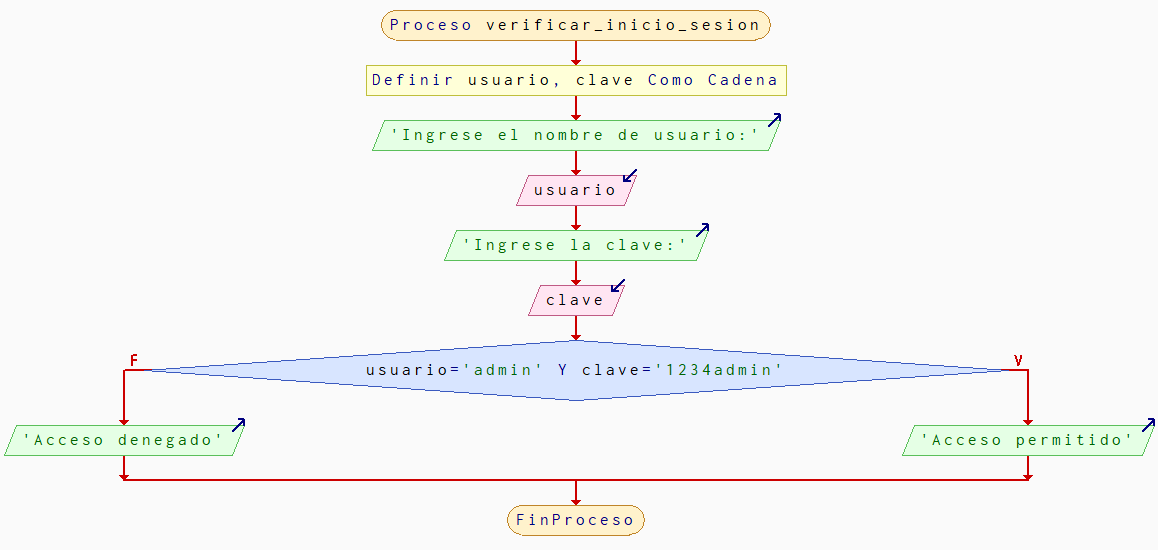 Proceso verificar_inicio_sesion
Definir usuario, clave Como Cadena
'Ingrese el nombre de usuario:'
usuario
'Ingrese la clave:'
clave
F
V
usuario='admin' Y clave='1234admin'
'Acceso denegado'
'Acceso permitido'
FinProceso